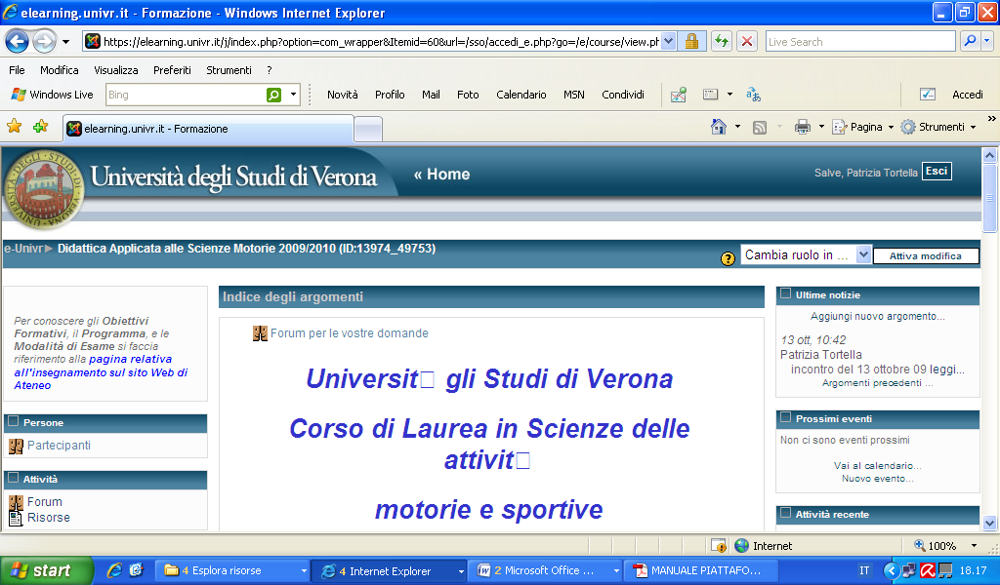 elearning.univr.it - Formazione - Windows Internet Explorer
https://elearning.univr.it/j/index.php?option=com_wrapper&Itemid=60&url=/sso/accedi_e.php?go=/e/course/view.ph
Live Search
File Modifica Visualizza Preferiti Strumenti ?
Windows Live Bing Novità Profilo Mail Foto Calendario MSN Condividi Accedi
elearning.univr.it - Formazione
Pagina Strumenti »
Università degli Studi di Verona
« Home
Salve, Patrizia Tortella Esci
e-Univr► Didattica Applicata alle Scienze Motorie 2009/2010 (ID:13974_49753)
? Cambia ruolo in ... Attiva modifica
Per conoscere gli Obiettivi
Formativi, il Programma, e le
Modalità di Esame si faccia
riferimento alla pagina relativa
all'insegnamento sul sito Web di
Ateneo
Persone
Partecipanti
Attività
Forum
Risorse
Indice degli argomenti
Forum per le vostre domande
Universit□ gli Studi di Verona
Corso di Laurea in Scienze delle
attivit□
motorie e sportive
Ultime notizie
Aggiungi nuovo argomento...
13 ott, 10:42
Patrizia Tortella
incontro del 13 ottobre 09 leggi...
Argomenti precedenti ...
Prossimi eventi
Non ci sono eventi prossimi
Vai al calendario...
Nuovo evento...
Attività recente
Internet 100%
start 4 Esplora risorse 4 Internet Explorer 2 Microsoft Office ... MANUALE PIATTAFO... IT 18.17